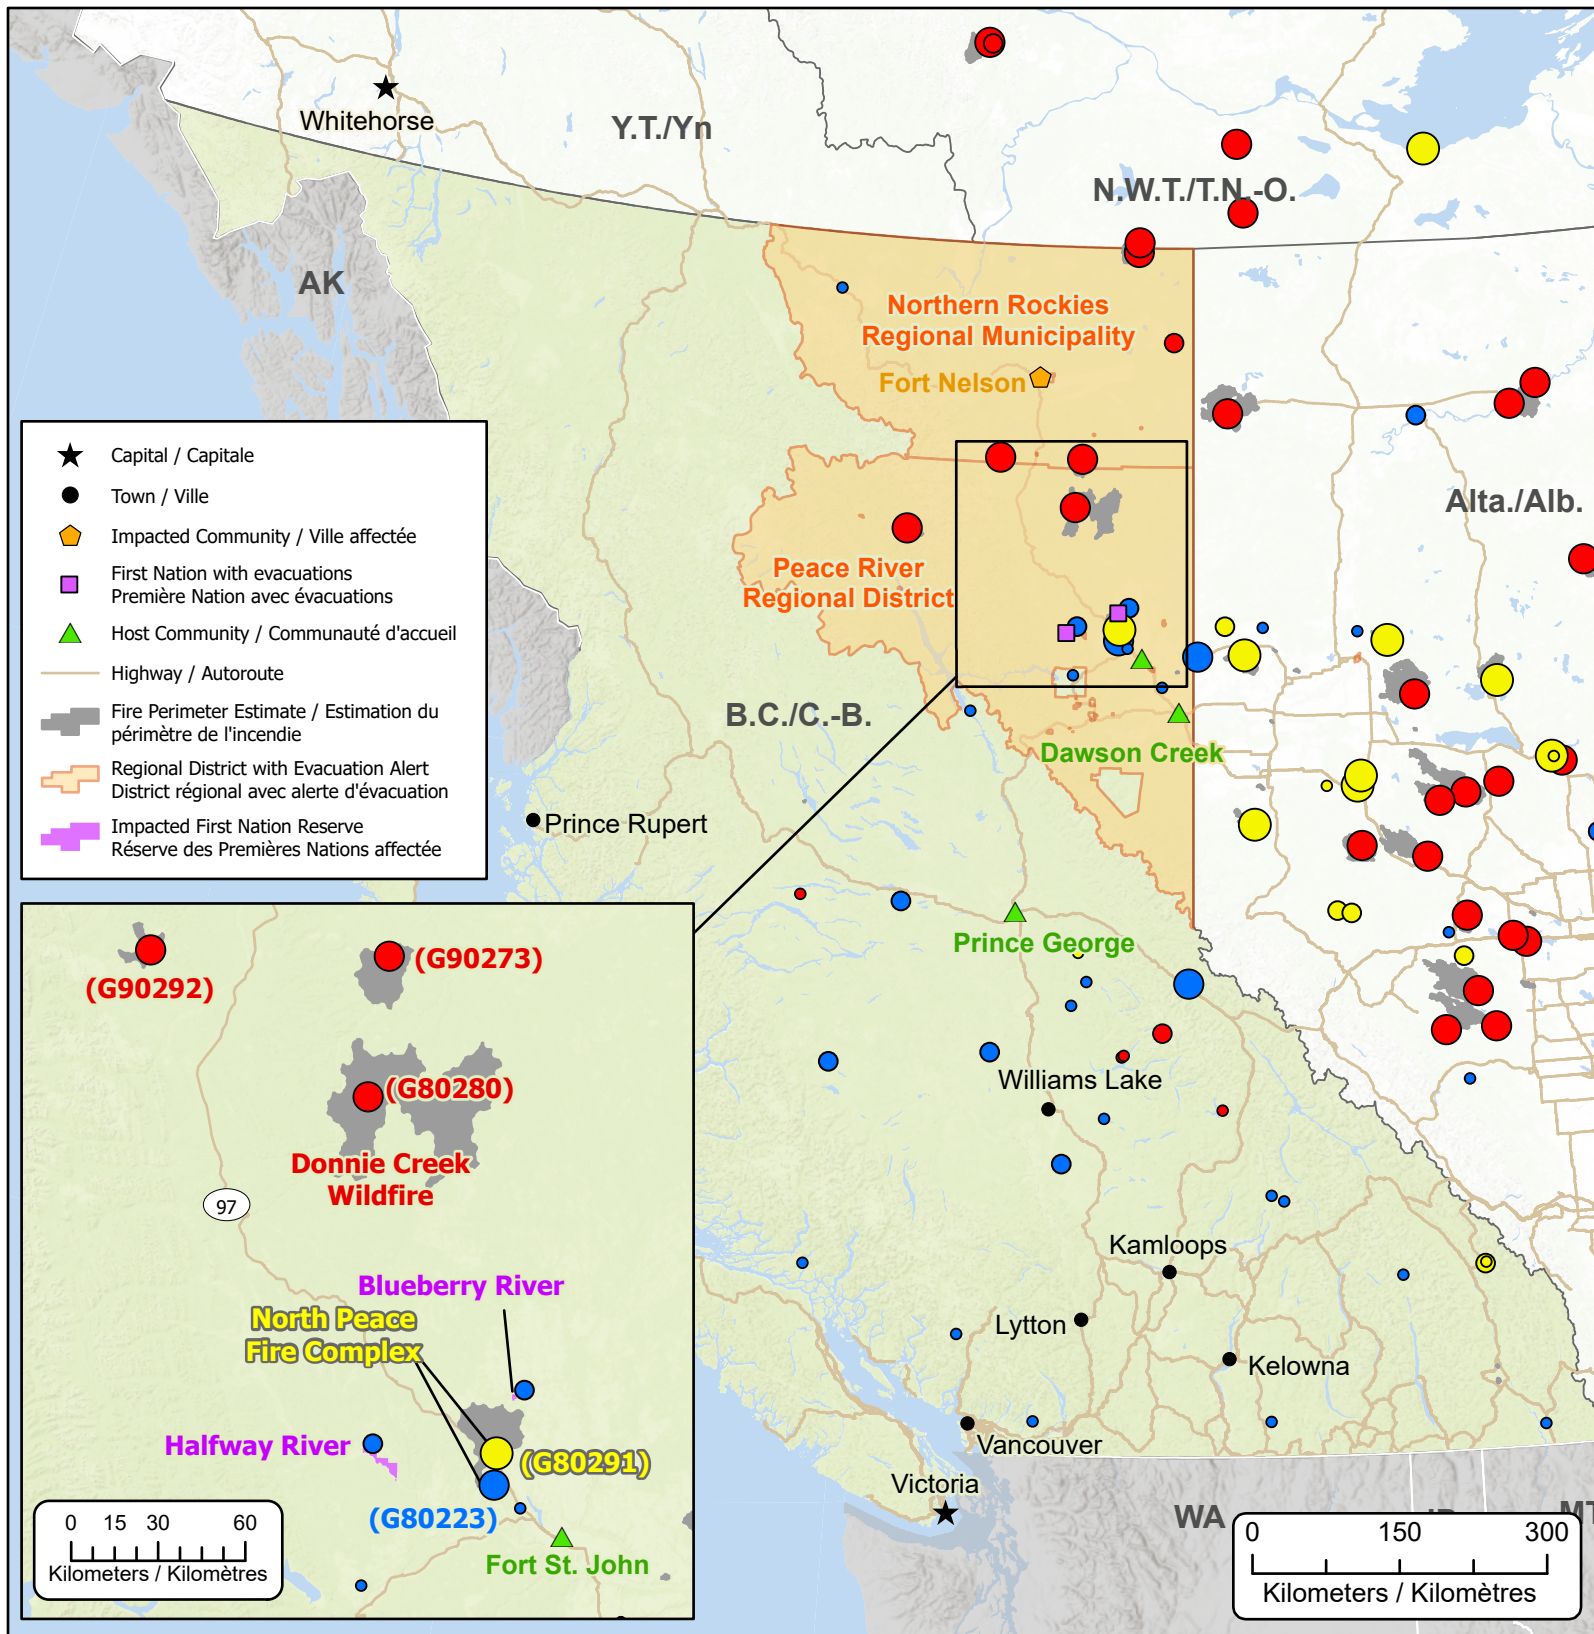 Whitehorse
Y.T./Yn
N.W.T./T.N.-O.
AK
Northern Rockies
Regional Municipality
Fort Nelson
Alta./Alb.
Peace River
Regional District
B.C./C.-B.
Dawson Creek
Prince Rupert
Prince George
Williams Lake
Kamloops
Lytton
Kelowna
Vancouver
Victoria
WA
MT
Capital / Capitale
Town / Ville
Impacted Community / Ville affectée
First Nation with evacuations
Première Nation avec évacuations
Host Community / Communauté d'accueil
Highway / Autoroute
Fire Perimeter Estimate / Estimation du
périmètre de l'incendie
Regional District with Evacuation Alert
District régional avec alerte d'évacuation
Impacted First Nation Reserve
Réserve des Premières Nations affectée
(G90292)
(G90273)
(G80280)
Donnie Creek
Wildfire
97
Blueberry River
North Peace
Fire Complex
Halfway River
(G80291)
(G80223)
Fort St. John
0 15 30 60
Kilometers / Kilomètres
0 150 300
Kilometers / Kilomètres